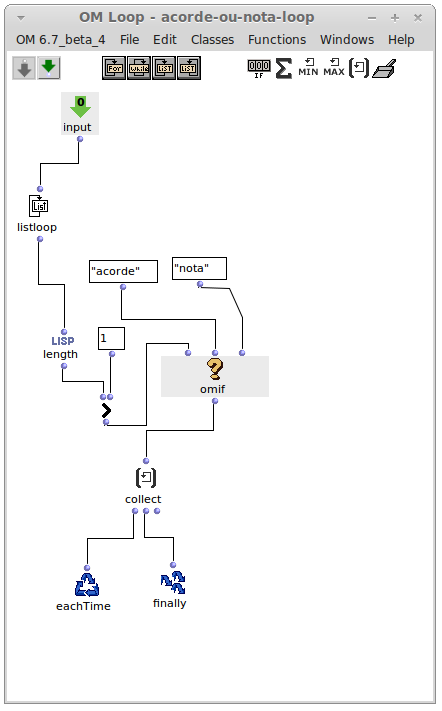 OM Loop - acorde-ou-nota-loop
OM 6.7_beta_4 File Edit Classes Functions Windows Help
For While List List 000 IF Σ MIN MAX
0
input
List
listloop
"acorde" "nota"
LISP 1
length
>
?
omif
collect
eachTime finally